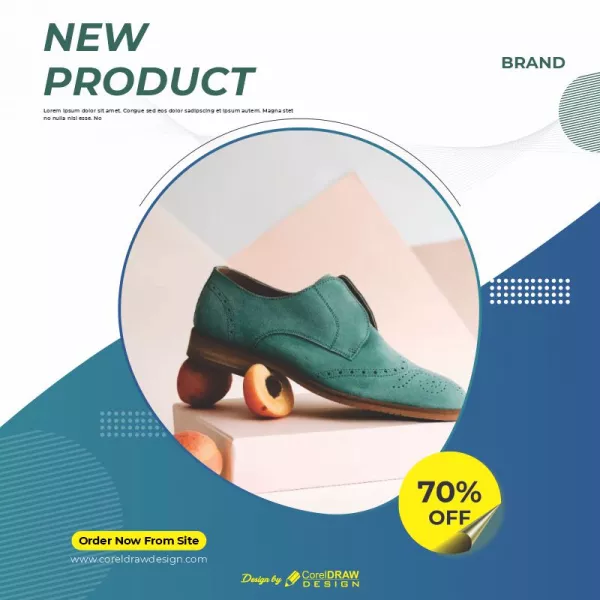 NEW
PRODUCT
BRAND
Lorem ipsum dolor sit amet. Congue sed eos dolor sadipscing et ipsum autem. Magna stet
no nulla nisl esse. No
70%
OFF
Order Now From Site
www.coreldrawdesign.com
Design by CorelDRAW
DESIGN